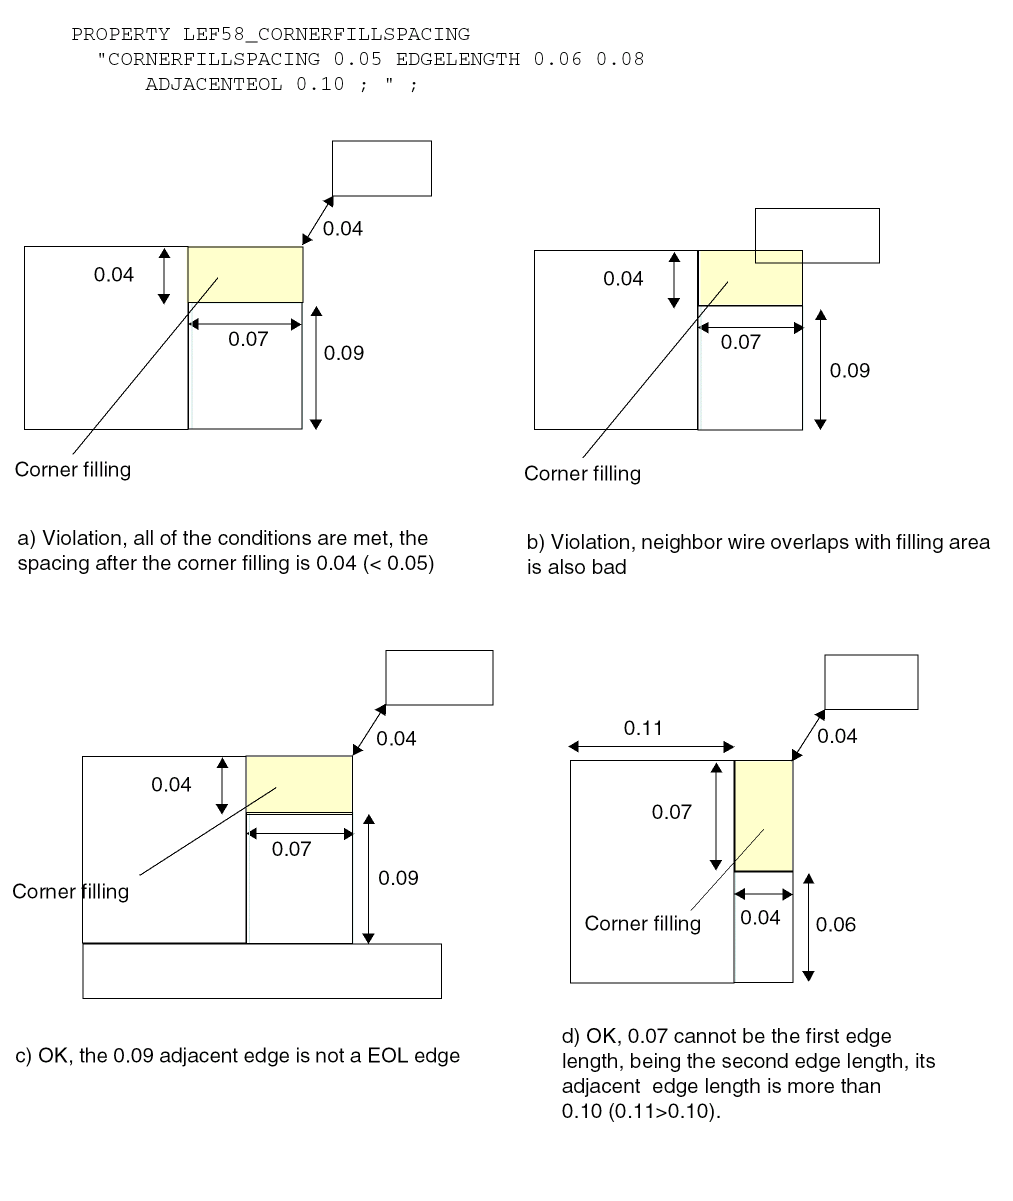 PROPERTY LEF58_CORNERFILLSPACING
"CORNERFILLSPACING 0.05 EDGELENGTH 0.06 0.08
ADJACENTEOL 0.10 ; " ;
0.04
0.04
0.07
0.09
Corner filling
a) Violation, all of the conditions are met, the
spacing after the corner filling is 0.04 (< 0.05)
0.04
0.07
0.09
Corner filling
b) Violation, neighbor wire overlaps with filling area
is also bad
0.04
0.04
0.07
0.09
Corner filling
c) OK, the 0.09 adjacent edge is not a EOL edge
0.11
0.04
0.07
0.04
0.06
Corner filling
d) OK, 0.07 cannot be the first edge
length, being the second edge length, its
adjacent edge length is more than
0.10 (0.11>0.10).